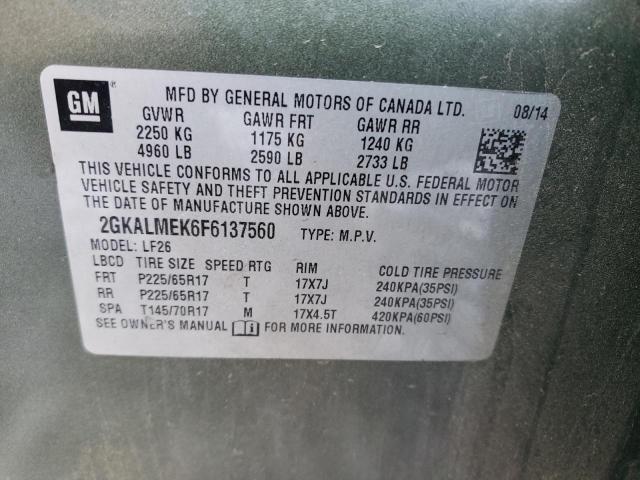 GM
MFD BY GENERAL MOTORS OF CANADA LTD.
08/14
GVWR GAWR FRT GAWR RR
2250 KG 1175 KG 1240 KG
4960 LB 2590 LB 2733 LB
THIS VEHICLE CONFORMS TO ALL APPLICABLE U.S. FEDERAL MOTOR
VEHICLE SAFETY AND THEFT PREVENTION STANDARDS IN EFFECT ON
THE DATE OF MANUFACTURE SHOWN ABOVE.
2GKALMEK6F6137560 TYPE: M.P.V.
MODEL: LF26
LBCD TIRE SIZE SPEED RTG RIM COLD TIRE PRESSURE
FRT P225/65R17 T 17X7J 240KPA(35PSI)
RR P225/65R17 T 17X7J 240KPA(35PSI)
SPA T145/70R17 M 17X4.5T 420KPA(60PSI)
SEE OWNER'S MANUAL FOR MORE INFORMATION.